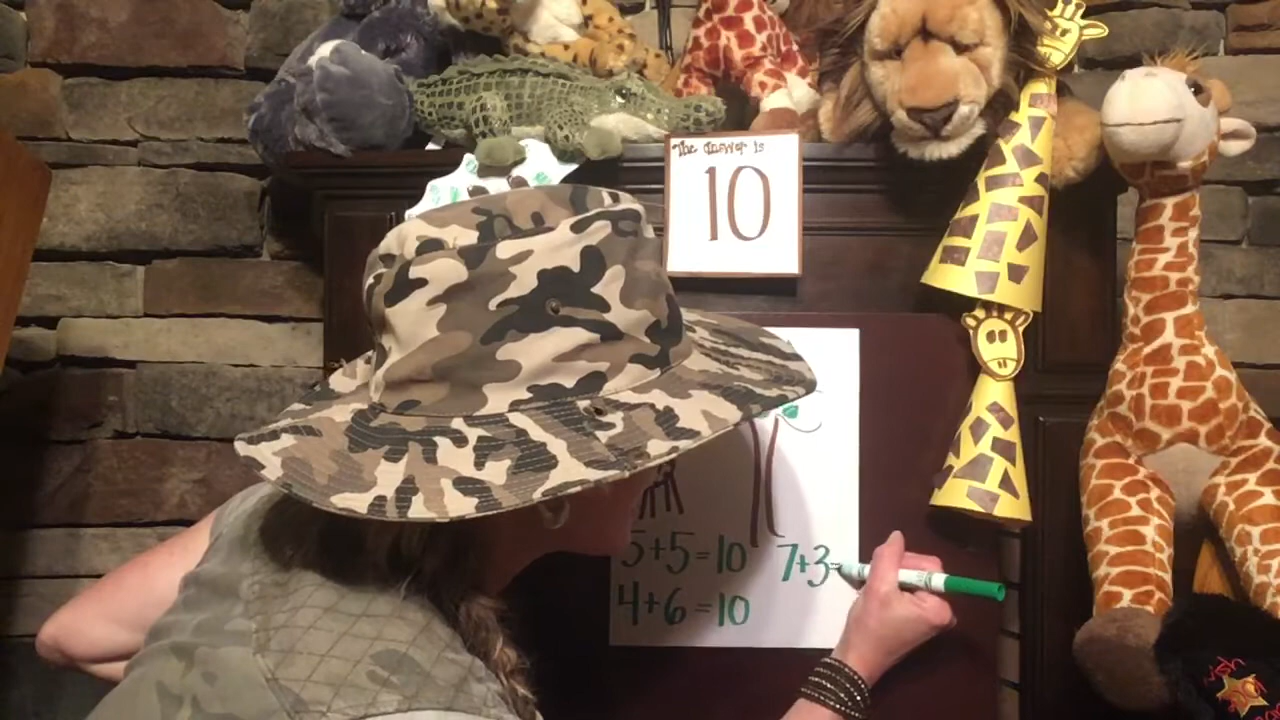 The answer is
10
5+5=10
4+6=10
7+3=